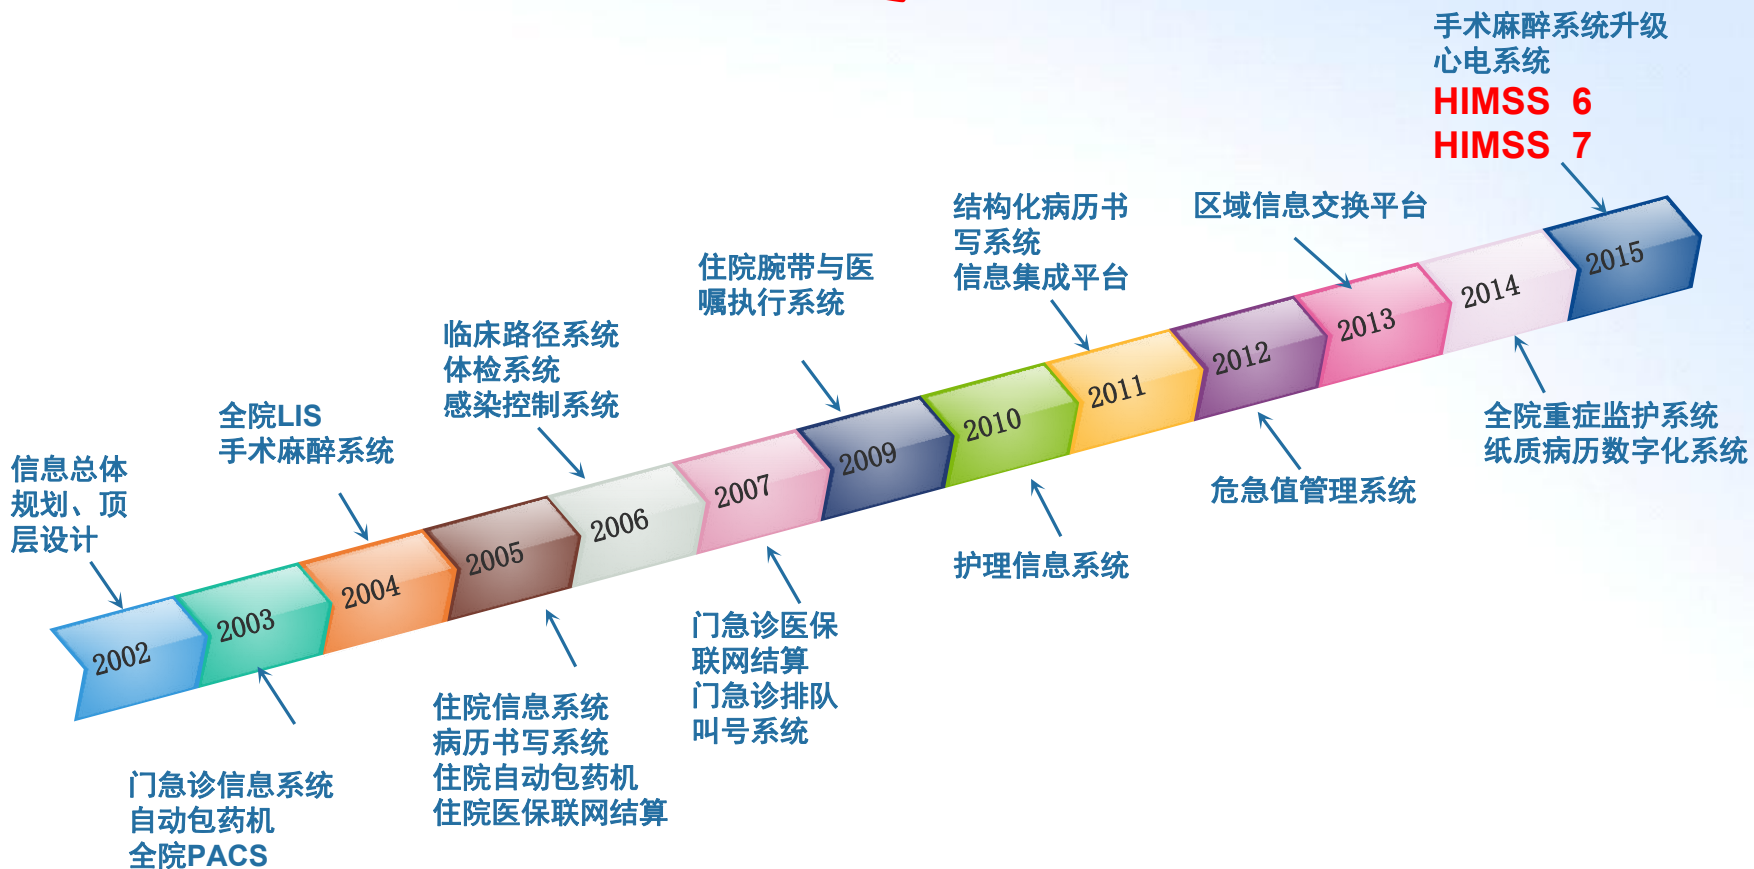 手术麻醉系统升级
心电系统
HIMSS 6
HIMSS 7
结构化病历书
写系统
信息集成平台
区域信息交换平台
住院腕带与医
嘱执行系统
临床路径系统
体检系统
感染控制系统
全院LIS
手术麻醉系统
信息总体
规划、顶
层设计
2002
2003
2004
2005
2006
2007
2009
2010
2011
2012
2013
2014
2015
门急诊信息系统
自动包药机
全院PACS
住院信息系统
病历书写系统
住院自动包药机
住院医保联网结算
门急诊医保
联网结算
门急诊排队
叫号系统
护理信息系统
危急值管理系统
全院重症监护系统
纸质病历数字化系统